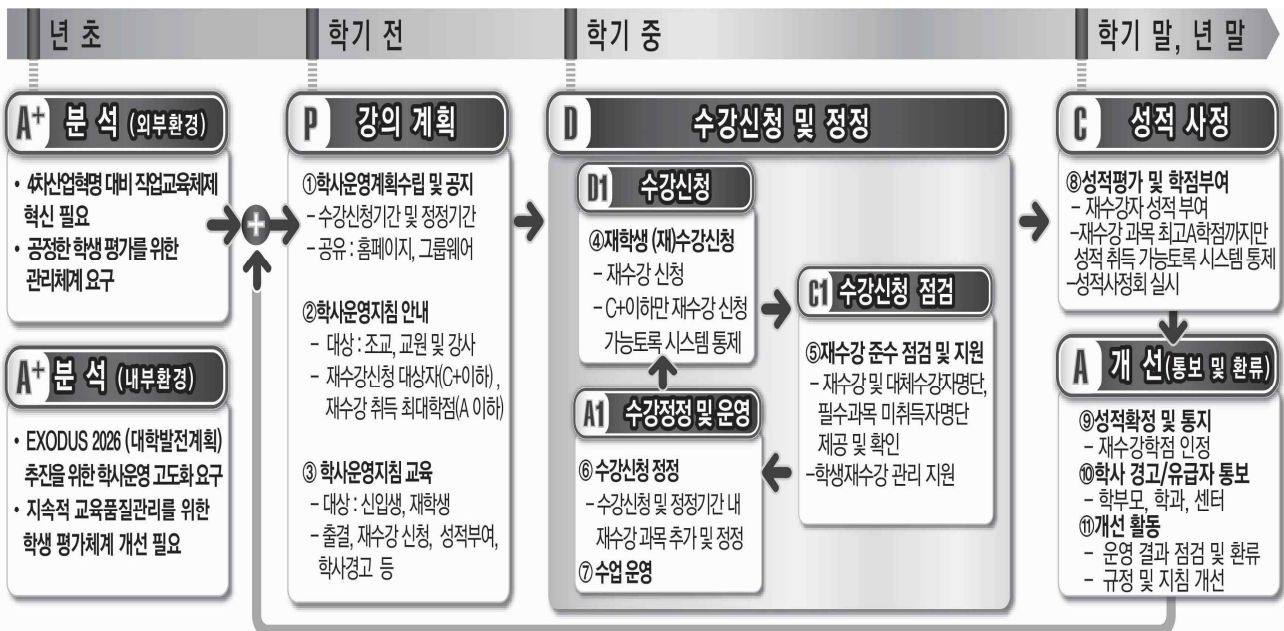 년 초
학기 전
학기 중
학기 말, 년 말
A+ 분 석 (외부환경)
• 4차산업혁명 대비 직업교육체제
혁신 필요
• 공정한 학생 평가를 위한
관리체계 요구
A+ 분 석 (내부환경)
• EXODUS 2026 (대학발전계획)
추진을 위한 학사운영 고도화 요구
• 지속적 교육품질관리를 위한
학생 평가체계 개선 필요
P 강의 계획
①학사운영계획수립 및 공지
- 수강신청기간 및 정정기간
- 공유 : 홈페이지, 그룹웨어
②학사운영지침 안내
- 대상 : 조교, 교원 및 강사
- 재수강신청 대상자(C+이하) ,
재수강 취득 최대학점(A 이하)
③ 학사운영지침 교육
- 대상 : 신입생, 재학생
- 출결, 재수강 신청, 성적부여,
학사경고 등
D 수강신청 및 정정
D1 수강신청
④재학생 (재)수강신청
- 재수강 신청
- C+이하만 재수강 신청
가능토록 시스템 통제
C1 수강신청 점검
⑤재수강 준수 점검 및 지원
- 재수강 및 대체수강자명단,
필수과목 미취득자명단
제공 및 확인
-학생재수강 관리 지원
A1 수강정정 및 운영
⑥ 수강신청 정정
- 수강신청 및 정정기간 내
재수강 과목 추가 및 정정
⑦ 수업 운영
C 성적 사정
⑧성적평가 및 학점부여
- 재수강자 성적 부여
-재수강 과목 최고A학점까지만
성적 취득 가능토록 시스템 통제
-성적사정회 실시
A 개 선(통보 및 환류)
⑨성적확정 및 통지
- 재수강학점 인정
⑩학사 경고/유급자 통보
- 학부모, 학과, 센터
⑪개선 활동
- 운영 결과 점검 및 환류
- 규정 및 지침 개선